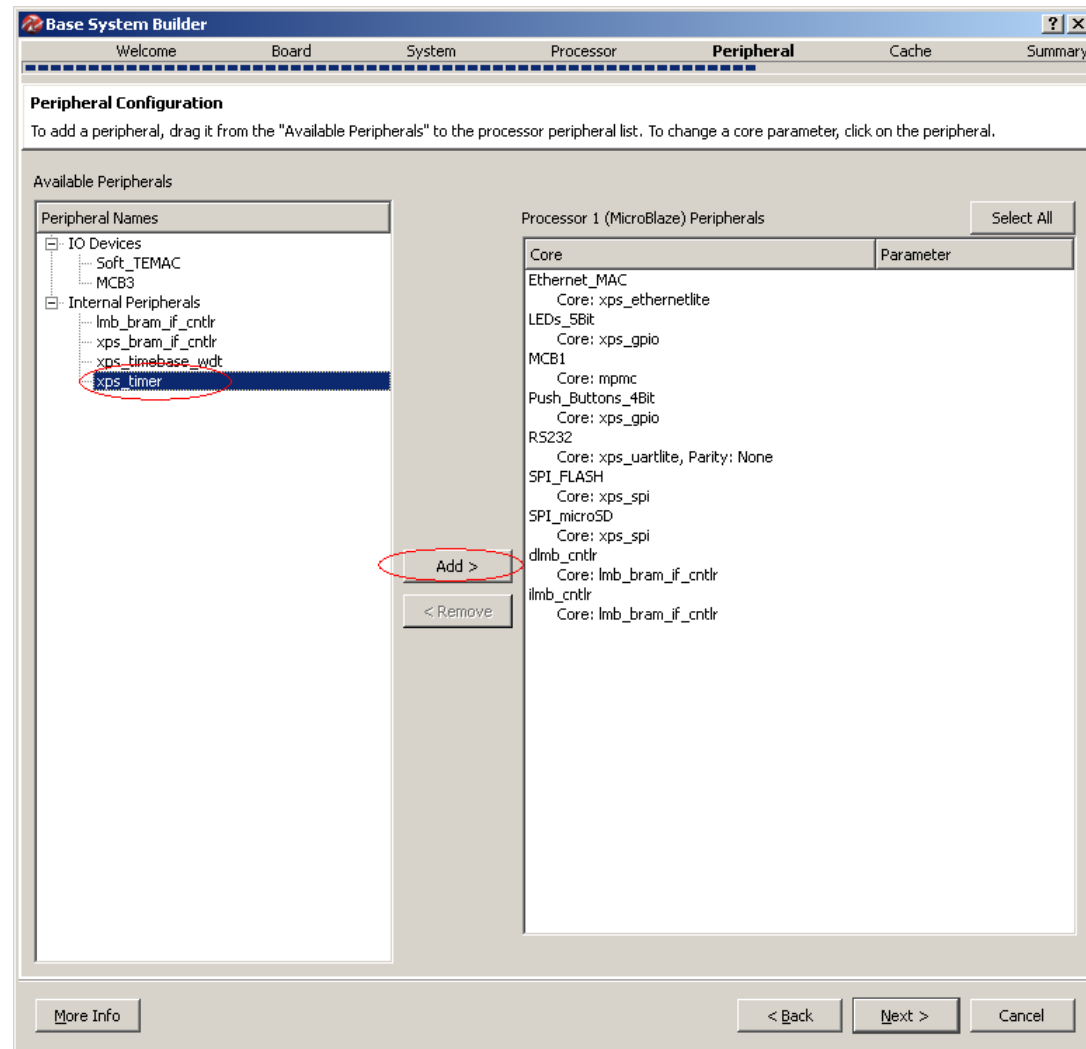 Base System Builder
? X
Welcome Board System Processor Peripheral Cache Summary
Peripheral Configuration
To add a peripheral, drag it from the "Available Peripherals" to the processor peripheral list. To change a core parameter, click on the peripheral.
Available Peripherals
Peripheral Names
IO Devices
Soft_TEMAC
MCB3
Internal Peripherals
lmb_bram_if_cntlr
xps_bram_if_cntlr
xps_timebase_wdt
xps_timer
Add >
< Remove
Processor 1 (MicroBlaze) Peripherals
Select All
Core Parameter
Ethernet_MAC
Core: xps_ethernetlite
LEDs_5Bit
Core: xps_gpio
MCB1
Core: mpmc
Push_Buttons_4Bit
Core: xps_gpio
RS232
Core: xps_uartlite, Parity: None
SPI_FLASH
Core: xps_spi
SPI_microSD
Core: xps_spi
dlmb_cntlr
Core: lmb_bram_if_cntlr
ilmb_cntlr
Core: lmb_bram_if_cntlr
More Info
< Back
Next >
Cancel